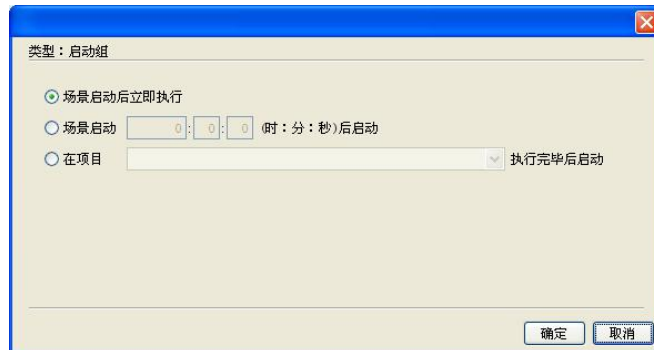 类型：启动组
场景启动后立即执行
场景启动 0 : 0 : 0 (时：分：秒)后启动
在项目 执行完毕后启动
确定 取消